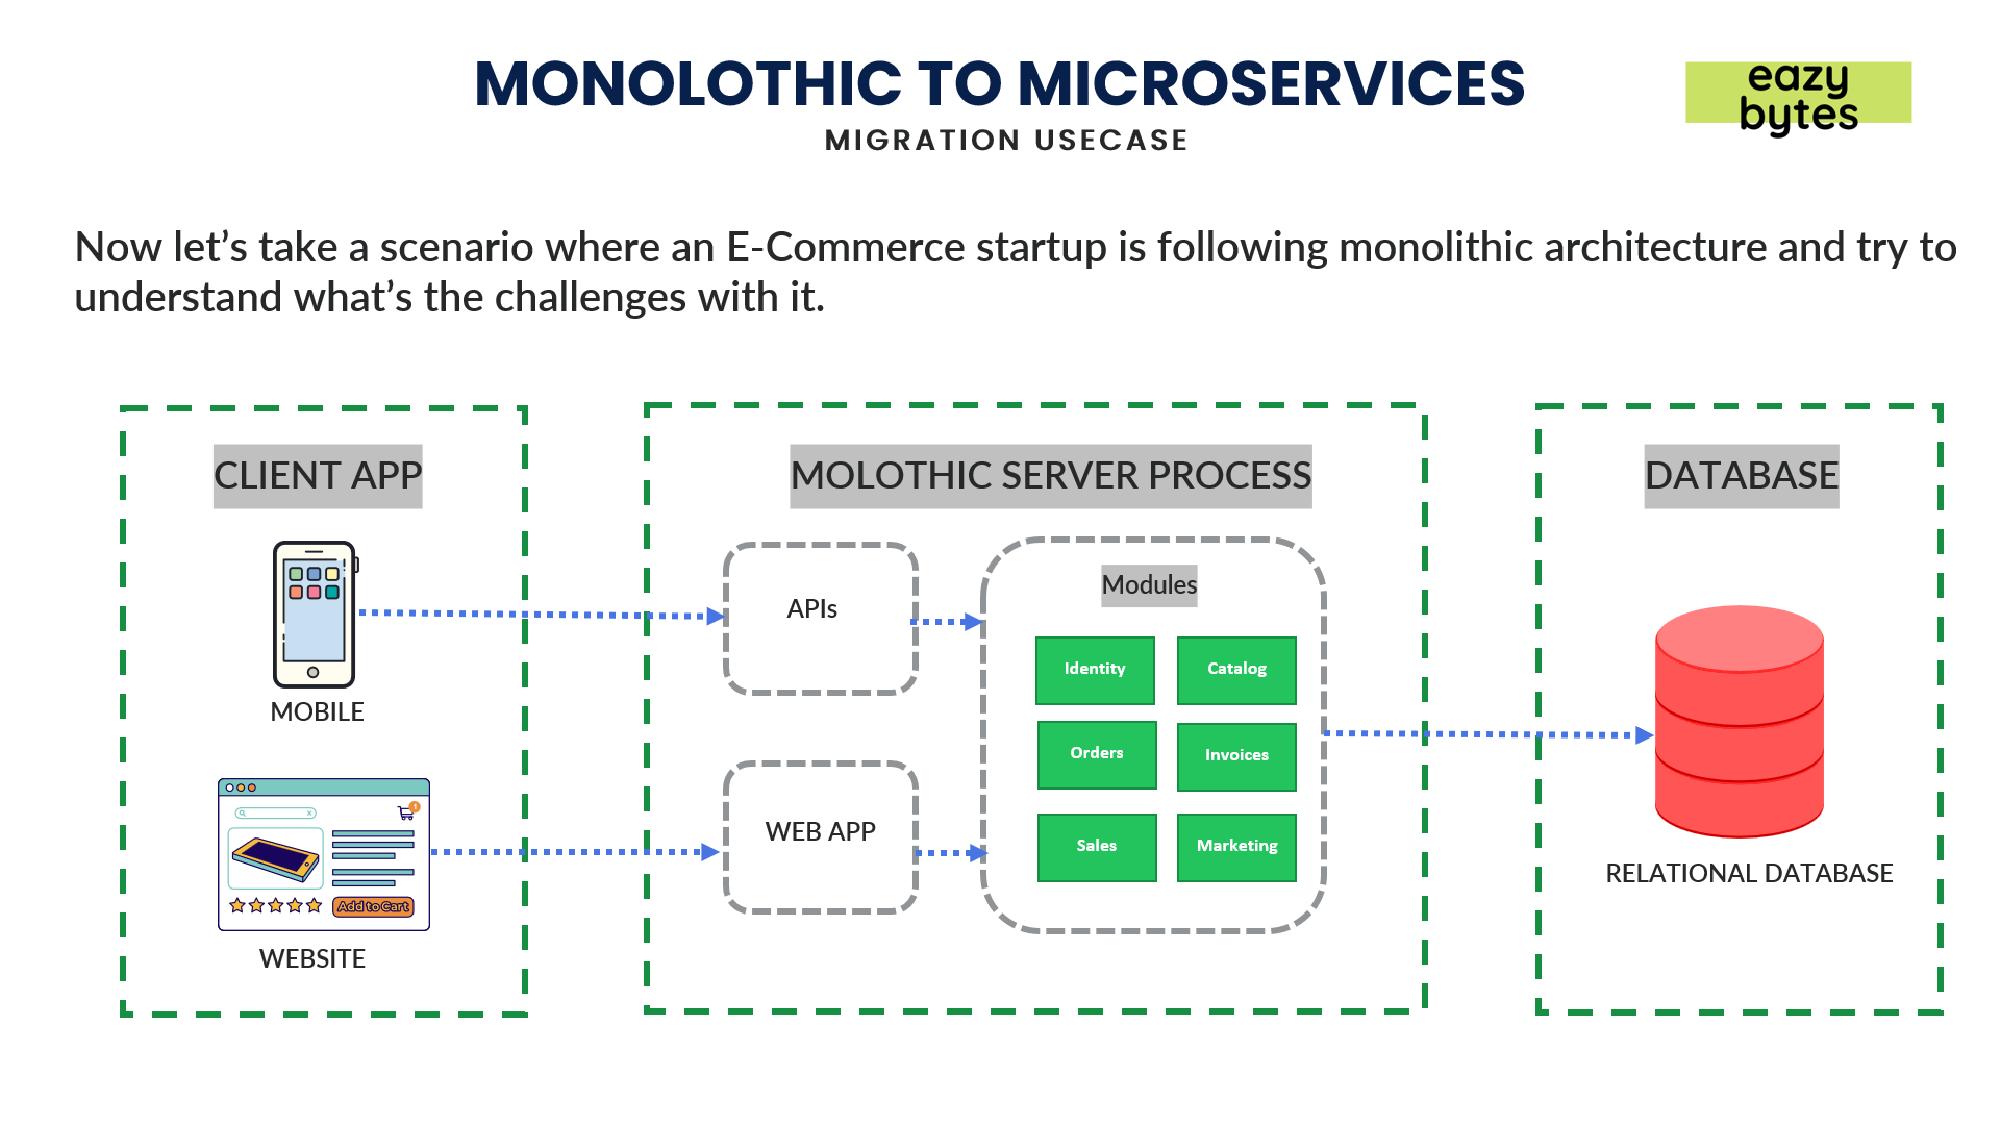 MONOLOTHIC TO MICROSERVICES
MIGRATION USECASE
eazy
bytes
Now let's take a scenario where an E-Commerce startup is following monolithic architecture and try to
understand what's the challenges with it.
CLIENT APP
MOBILE
WEBSITE
Add to Cart
MOLOTHIC SERVER PROCESS
APIs
WEB APP
Modules
Identity
Catalog
Orders
Invoices
Sales
Marketing
DATABASE
RELATIONAL DATABASE